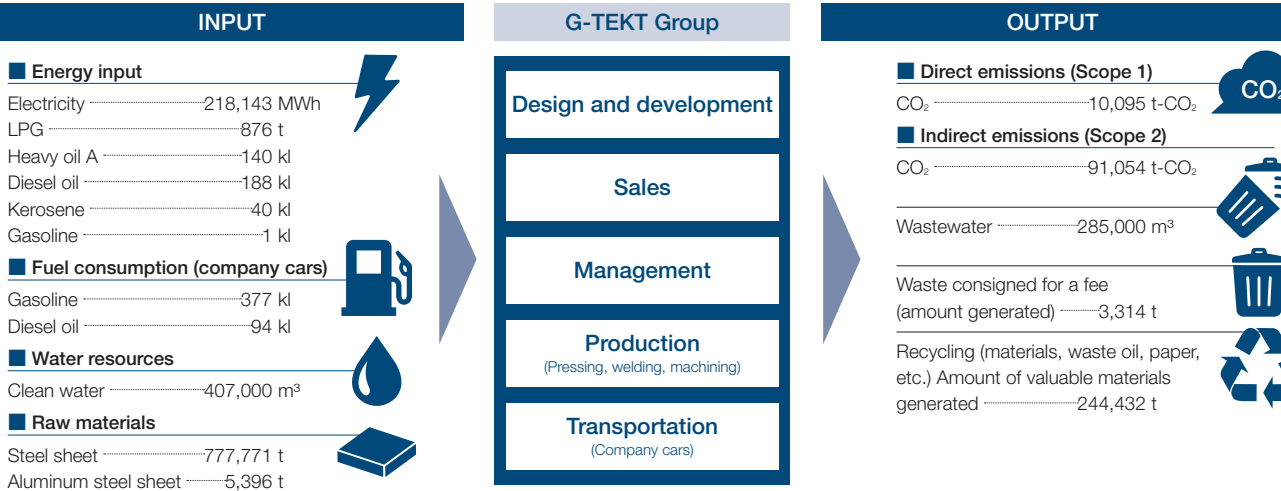 INPUT
Energy input
Electricity 218,143 MWh
LPG 876 t
Heavy oil A 140 kl
Diesel oil 188 kl
Kerosene 40 kl
Gasoline 1 kl
Fuel consumption (company cars)
Gasoline 377 kl
Diesel oil 94 kl
Water resources
Clean water 407,000 m³
Raw materials
Steel sheet 777,771 t
Aluminum steel sheet 5,396 t
G-TEKT Group
Design and development
Sales
Management
Production
(Pressing, welding, machining)
Transportation
(Company cars)
OUTPUT
Direct emissions (Scope 1)
CO₂ 10,095 t-CO₂
CO₂
Indirect emissions (Scope 2)
CO₂ 91,054 t-CO₂
Wastewater 285,000 m³
Waste consigned for a fee
(amount generated) 3,314 t
Recycling (materials, waste oil, paper,
etc.) Amount of valuable materials
generated 244,432 t